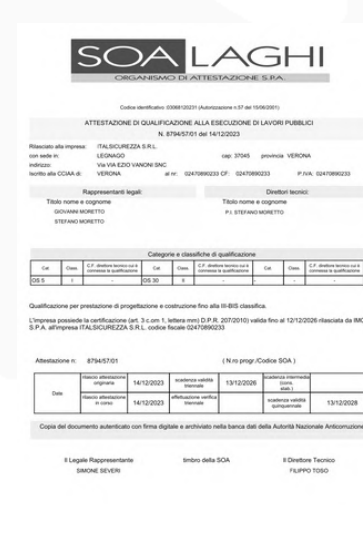 SOA LAGHI
ORGANISMO DI ATTESTAZIONE S.P.A.
Codice identificativo: 03068120231 (Autorizzazione n.57 del 15/06/2001)
ATTESTAZIONE DI QUALIFICAZIONE ALLA ESECUZIONE DI LAVORI PUBBLICI
N. 8794/57/01 del 14/12/2023
Rilasciato alla impresa: ITALSICUREZZA S.R.L.
con sede in: LEGNAGO cap: 37045 provincia VERONA
indirizzo: Via VIA EZIO VANONI SNC
Iscritto alla CCIAA di: VERONA al nr: 02470890233 CF: 02470890233 P.IVA: 02470890233
Rappresentanti legali: Direttori tecnici:
Titolo nome e cognome Titolo nome e cognome
GIOVANNI MORETTO P.I. STEFANO MORETTO
STEFANO MORETTO
Categorie e classifiche di qualificazione
Cat. Class. C.F. direttore tecnico cui è connessa la qualificazione Cat. Class. C.F. direttore tecnico cui è connessa la qualificazione Cat. Class. C.F. direttore tecnico cui è connessa la qualificazione
OS 5 I - OS 30 II - - - -
Qualificazione per prestazione di progettazione e costruzione fino alla III-BIS classifica.
L'impresa possiede la certificazione (art. 3 c.om 1, lettera mm) D.P.R. 207/2010) valida fino al 12/12/2026 rilasciata da IMQ
S.P.A. all'impresa ITALSICUREZZA S.R.L. codice fiscale 02470890233
Attestazione n: 8794/57/01 ( N.ro progr./Codice SOA )
Date rilascio attestazione originaria 14/12/2023 scadenza validità triennale 13/12/2026 scadenza intermedia (cons. stab.)
rilascio attestazione in corso 14/12/2023 effettuazione verifica triennale scadenza validità quinquennale 13/12/2028
Copia del documento autenticato con firma digitale e archiviato nella banca dati della Autorità Nazionale Anticorruzione
Il Legale Rappresentante timbro della SOA Il Direttore Tecnico
SIMONE SEVERI FILIPPO TOSO